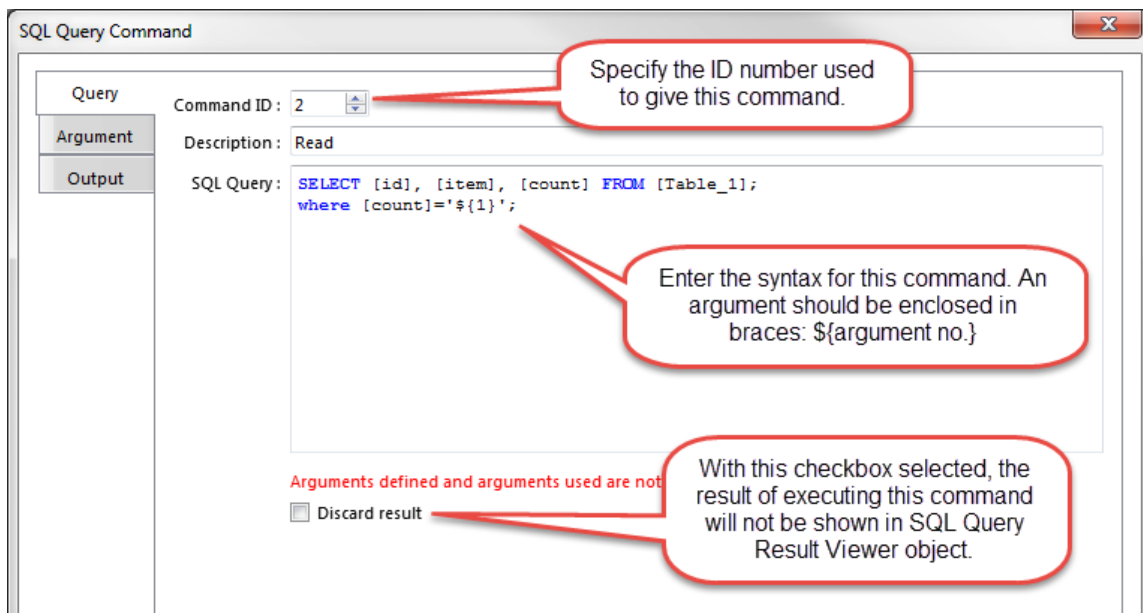 SQL Query Command
X
Specify the ID number used
to give this command.
Query
Command ID : 2
Argument
Description : Read
Output
SQL Query : SELECT [id], [item], [count] FROM [Table_1];
where [count]='${1}';
Enter the syntax for this command. An
argument should be enclosed in
braces: ${argument no.}
Arguments defined and arguments used are not
Discard result
With this checkbox selected, the
result of executing this command
will not be shown in SQL Query
Result Viewer object.